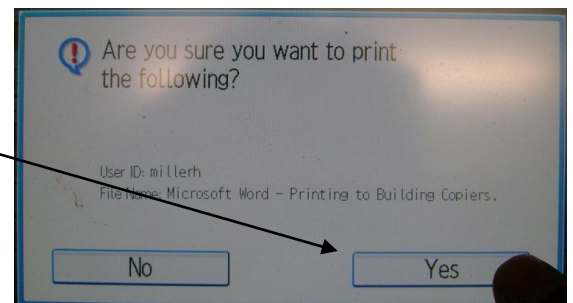 Are you sure you want to print
the following?
User ID: millerh
File Name: Microsoft Word - Printing to Building Copiers.
No
Yes